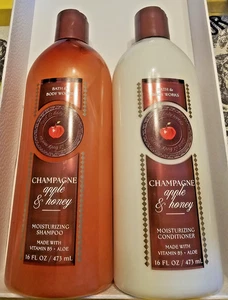 BATH &
BODY WORKS
CHAMPAGNE
apple
& honey
MOISTURIZING
SHAMPOO
MADE WITH
VITAMIN B5 • ALOE
16 FL OZ / 473 mL
BATH &
BODY WORKS
CHAMPAGNE
apple
& honey
MOISTURIZING
CONDITIONER
MADE WITH
VITAMIN B5 • ALOE
16 FL OZ / 473 mL